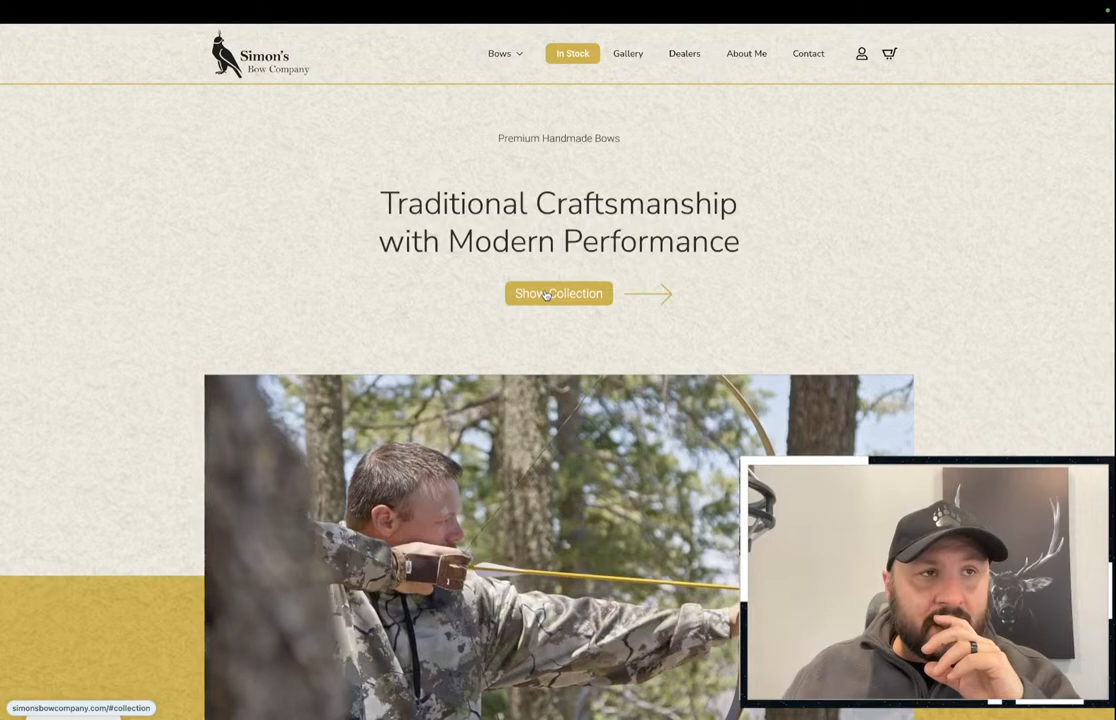 Simon's
Bow Company
Bows
In Stock
Gallery
Dealers
About Me
Contact
Premium Handmade Bows
Traditional Craftsmanship
with Modern Performance
Show Collection
simonsbowcompany.com/#collection